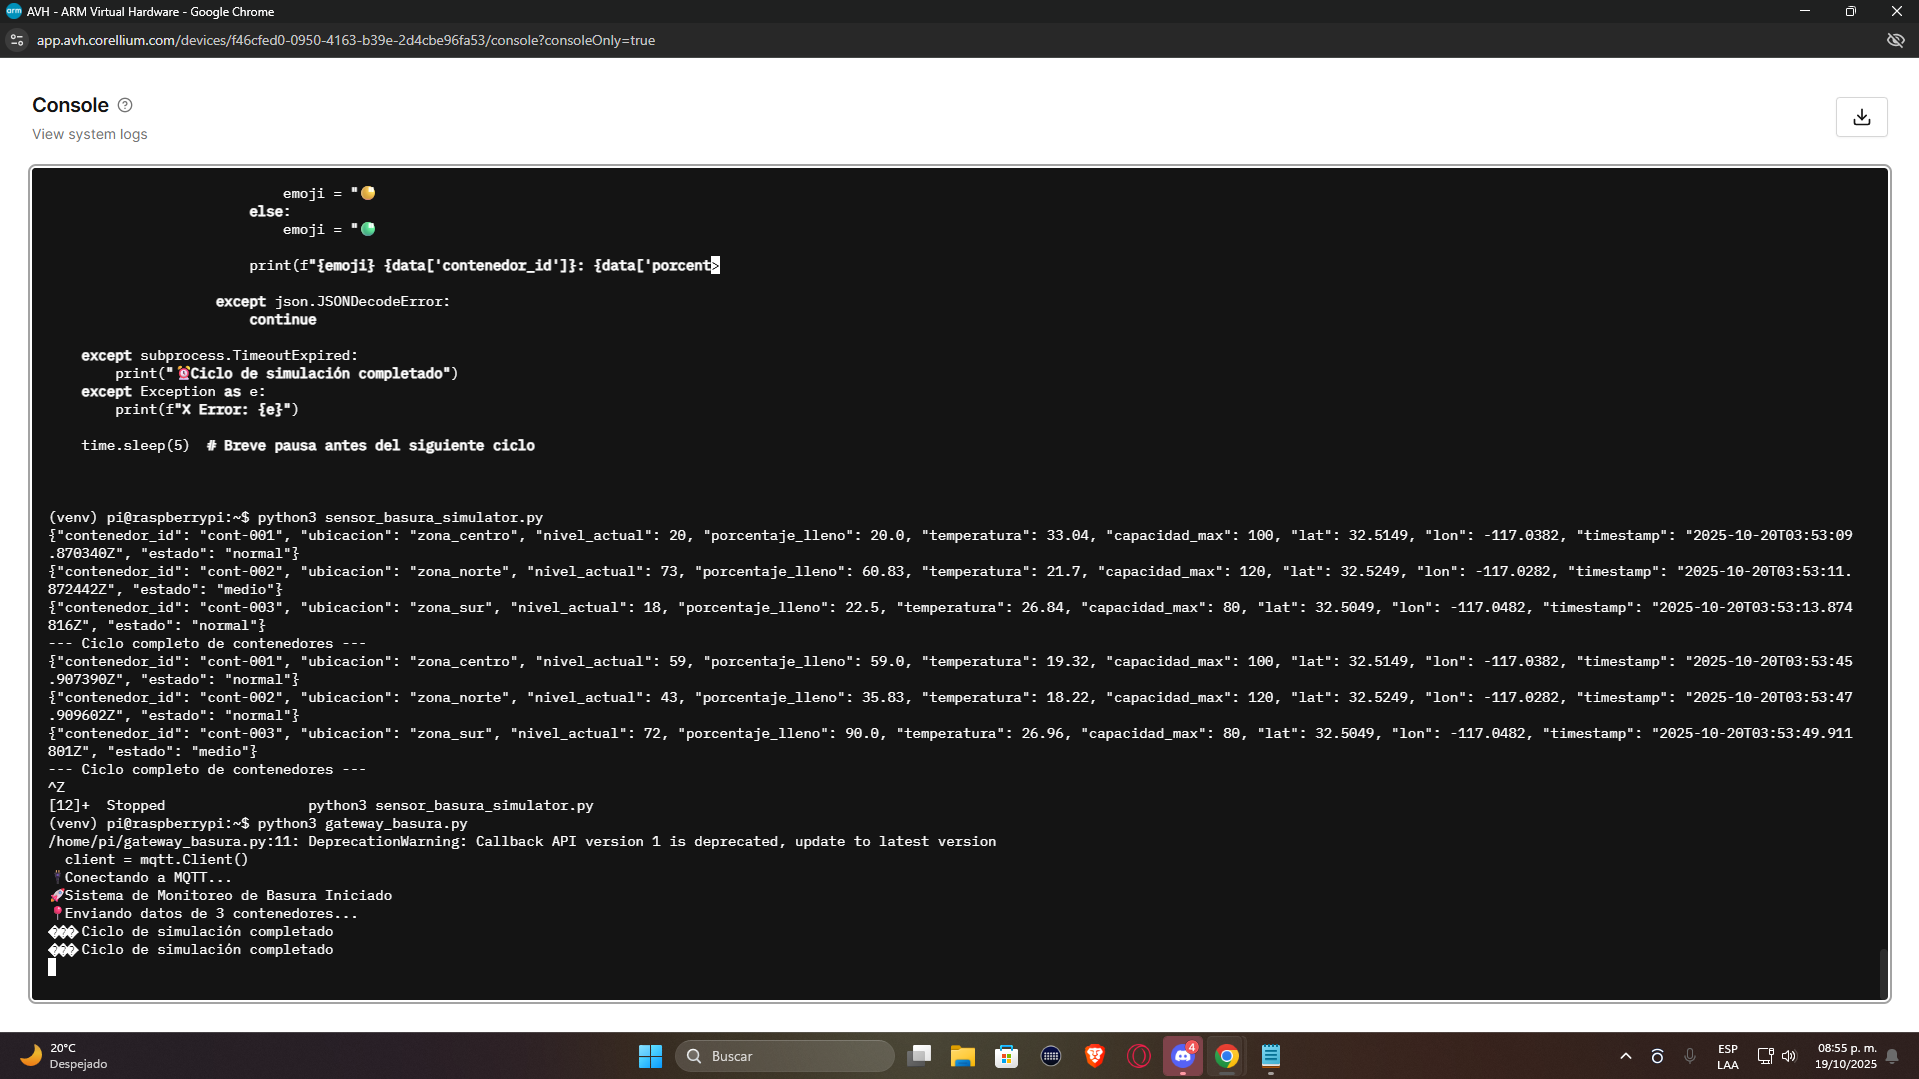 AVH - ARM Virtual Hardware - Google Chrome
app.avh.corellium.com/devices/f46cfed0-0950-4163-b39e-2d4cbe96fa53/console?consoleOnly=true
Console
View system logs
emoji = "🟡
else:
emoji = "🟢
print(f"{emoji} {data['contenedor_id']}: {data['porcent>
except json.JSONDecodeError:
continue
except subprocess.TimeoutExpired:
print("⏰Ciclo de simulación completado")
except Exception as e:
print(f"X Error: {e}")
time.sleep(5)  # Breve pausa antes del siguiente ciclo
(venv) pi@raspberrypi:~$ python3 sensor_basura_simulator.py
{"contenedor_id": "cont-001", "ubicacion": "zona_centro", "nivel_actual": 20, "porcentaje_lleno": 20.0, "temperatura": 33.04, "capacidad_max": 100, "lat": 32.5149, "lon": -117.0382, "timestamp": "2025-10-20T03:53:09
.870340Z", "estado": "normal"}
{"contenedor_id": "cont-002", "ubicacion": "zona_norte", "nivel_actual": 73, "porcentaje_lleno": 60.83, "temperatura": 21.7, "capacidad_max": 120, "lat": 32.5249, "lon": -117.0282, "timestamp": "2025-10-20T03:53:11.
872442Z", "estado": "medio"}
{"contenedor_id": "cont-003", "ubicacion": "zona_sur", "nivel_actual": 18, "porcentaje_lleno": 22.5, "temperatura": 26.84, "capacidad_max": 80, "lat": 32.5049, "lon": -117.0482, "timestamp": "2025-10-20T03:53:13.874
816Z", "estado": "normal"}
--- Ciclo completo de contenedores ---
{"contenedor_id": "cont-001", "ubicacion": "zona_centro", "nivel_actual": 59, "porcentaje_lleno": 59.0, "temperatura": 19.32, "capacidad_max": 100, "lat": 32.5149, "lon": -117.0382, "timestamp": "2025-10-20T03:53:45
.907390Z", "estado": "normal"}
{"contenedor_id": "cont-002", "ubicacion": "zona_norte", "nivel_actual": 43, "porcentaje_lleno": 35.83, "temperatura": 18.22, "capacidad_max": 120, "lat": 32.5249, "lon": -117.0282, "timestamp": "2025-10-20T03:53:47
.909602Z", "estado": "normal"}
{"contenedor_id": "cont-003", "ubicacion": "zona_sur", "nivel_actual": 72, "porcentaje_lleno": 90.0, "temperatura": 26.96, "capacidad_max": 80, "lat": 32.5049, "lon": -117.0482, "timestamp": "2025-10-20T03:53:49.911
801Z", "estado": "medio"}
--- Ciclo completo de contenedores ---
^Z
[12]+  Stopped                 python3 sensor_basura_simulator.py
(venv) pi@raspberrypi:~$ python3 gateway_basura.py
/home/pi/gateway_basura.py:11: DeprecationWarning: Callback API version 1 is deprecated, update to latest version
client = mqtt.Client()
🔌Conectando a MQTT...
🚀Sistema de Monitoreo de Basura Iniciado
📍Enviando datos de 3 contenedores...
���Ciclo de simulación completado
���Ciclo de simulación completado
20°C
Despejado
Buscar
4
ESP
LAA
08:55 p. m.
19/10/2025